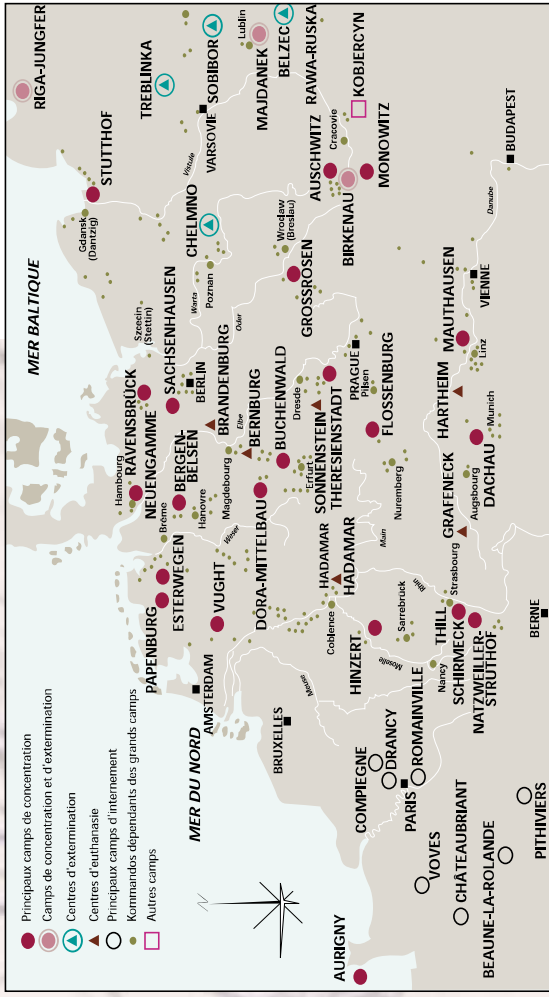 Principaux camps de concentration
Camps de concentration et d'extermination
Centres d'extermination
Centres d'euthanasie
Principaux camps d'internement
Kommandos dépendants des grands camps
Autres camps
MER BALTIQUE
MER DU NORD
RIGA-JUNGFER
STUTTHOF
Gdansk
(Dantzig)
TREBLINKA
SOBIBOR
VARSOVIE
Vistule
Lublin
MAJDANEK
BELZEC
RAWA-RUSKA
KOBJERCYN
Cracovie
AUSCHWITZ
BIRKENAU
MONOWITZ
CHELMNO
Warta
Poznan
Oder
Wrodaw
(Breslau)
GROSSROSEN
Szcecin
(Stettin)
RAVENSBRÜCK
SACHSENHAUSEN
BERLIN
BRANDENBURG
Elbe
BERNBURG
Hambourg
NEUENGAMME
BERGEN-
BELSEN
Brême
Hanovre
Magdebourg
Weser
BUCHENWALD
Dresde
Erfurt
SONNENSTEIN
THERESIENSTADT
PRAGUE
Pilsen
FLOSSENBURG
Nuremberg
PAPENBURG
ESTERWEGEN
VUGHT
DORA-MITTELBAU
AMSTERDAM
BRUXELLES
Meuse
HADAMAR
HADAMAR
Coblence
Main
HINZERT
Sarrebrück
Moselle
Rhin
Nancy
Strasbourg
THILL
SCHIRMECK
NATZWEILLER-
STRUTHOF
BERNE
GRAFENECK
Augsbourg
DACHAU
Munich
HARTHEIM
MAUTHAUSEN
Linz
VIENNE
Danube
BUDAPEST
COMPIEGNE
DRANCY
ROMAINVILLE
PARIS
VOVES
CHÂTEAUBRIANT
BEAUNE-LA-ROLANDE
PITHIVIERS
AURIGNY